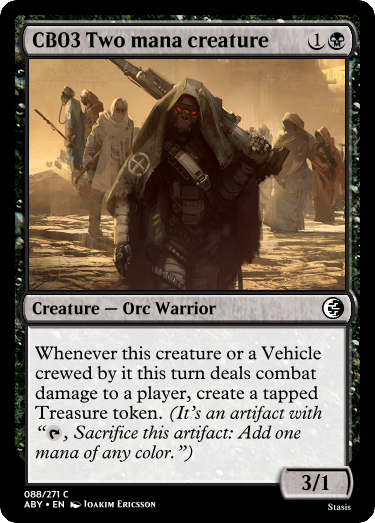 CB03 Two mana creature 1
Creature — Orc Warrior
Whenever this creature or a Vehicle
crewed by it this turn deals combat
damage to a player, create a tapped
Treasure token. (It's an artifact with
“, Sacrifice this artifact: Add one
mana of any color.”)
3/1
088/271 C
ABY • EN Joakim Ericsson
Stasis